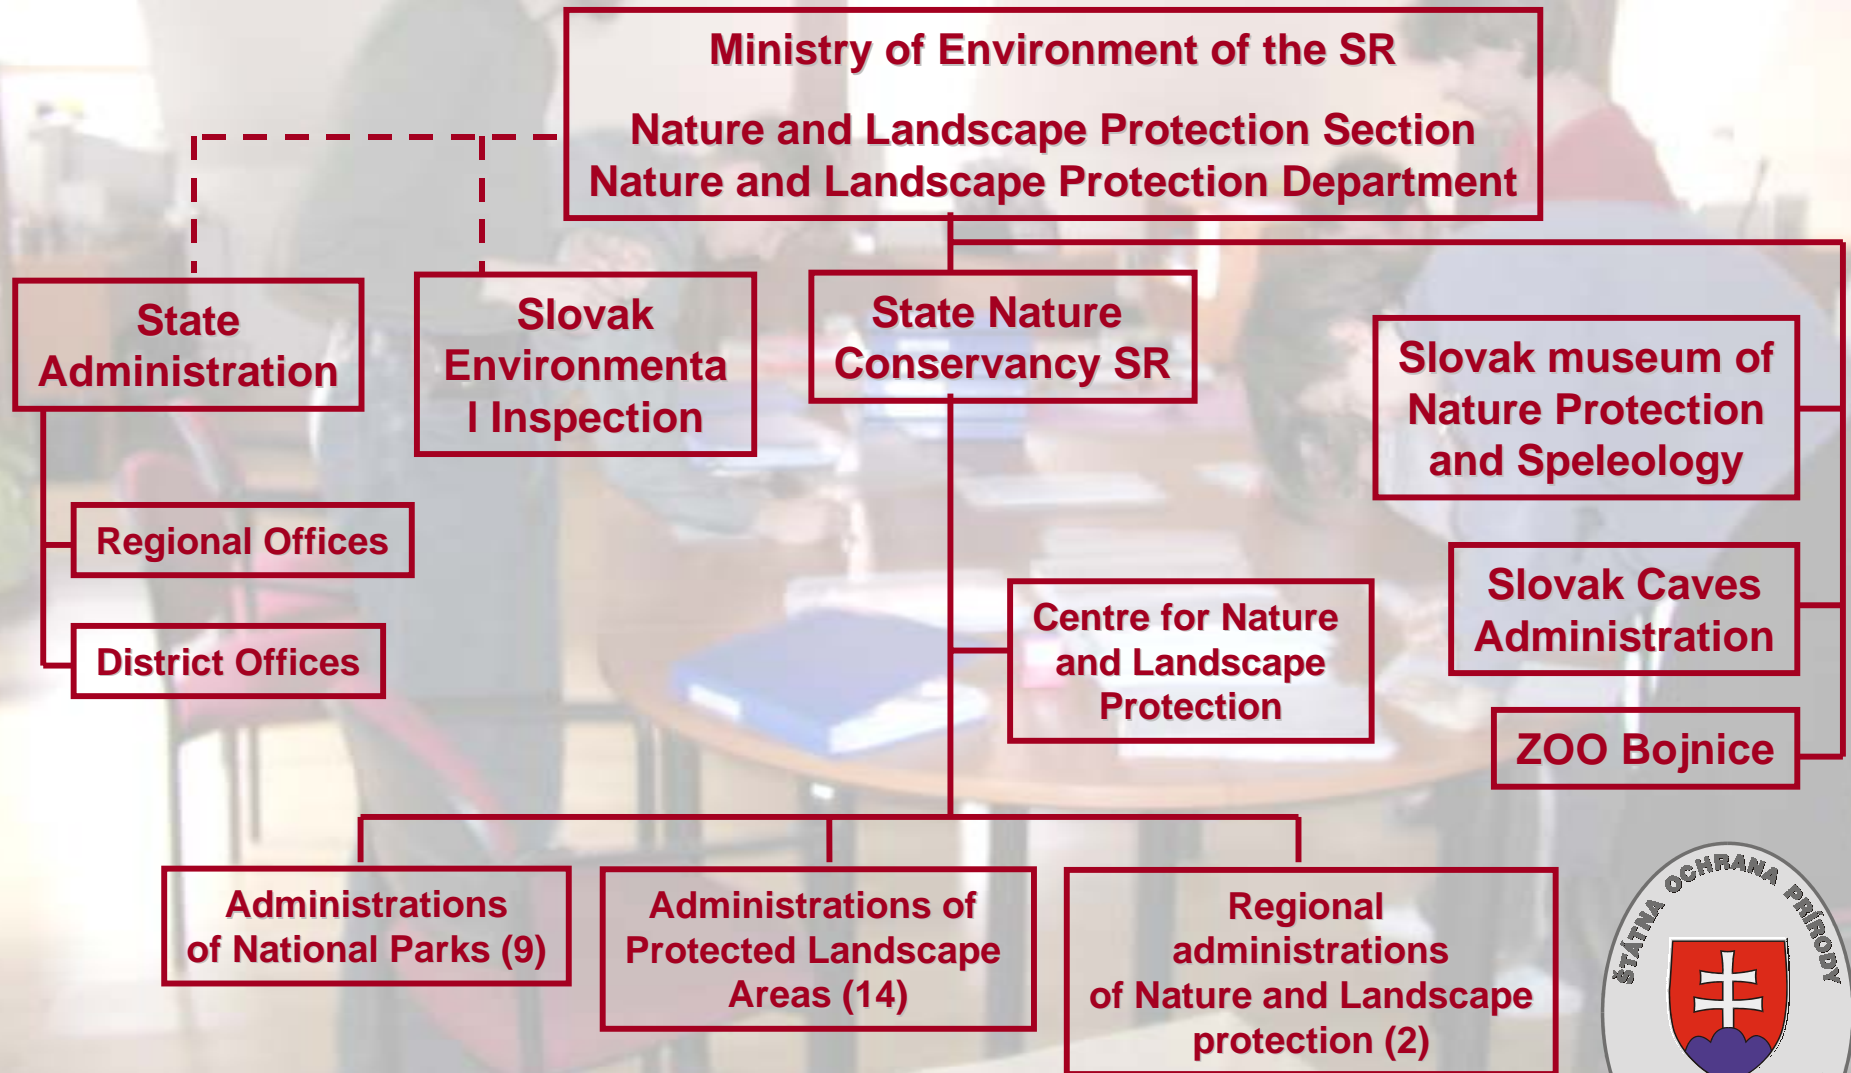 Ministry of Environment of the SR
Nature and Landscape Protection Section
Nature and Landscape Protection Department
State
Administration
Slovak
Environmenta
l Inspection
State Nature
Conservancy SR
Slovak museum of
Nature Protection
and Speleology
Regional Offices
District Offices
Centre for Nature
and Landscape
Protection
Slovak Caves
Administration
ZOO Bojnice
Administrations
of National Parks (9)
Administrations of
Protected Landscape
Areas (14)
Regional
administrations
of Nature and Landscape
protection (2)
ŠTÁTNA OCHRANA PRÍRODY